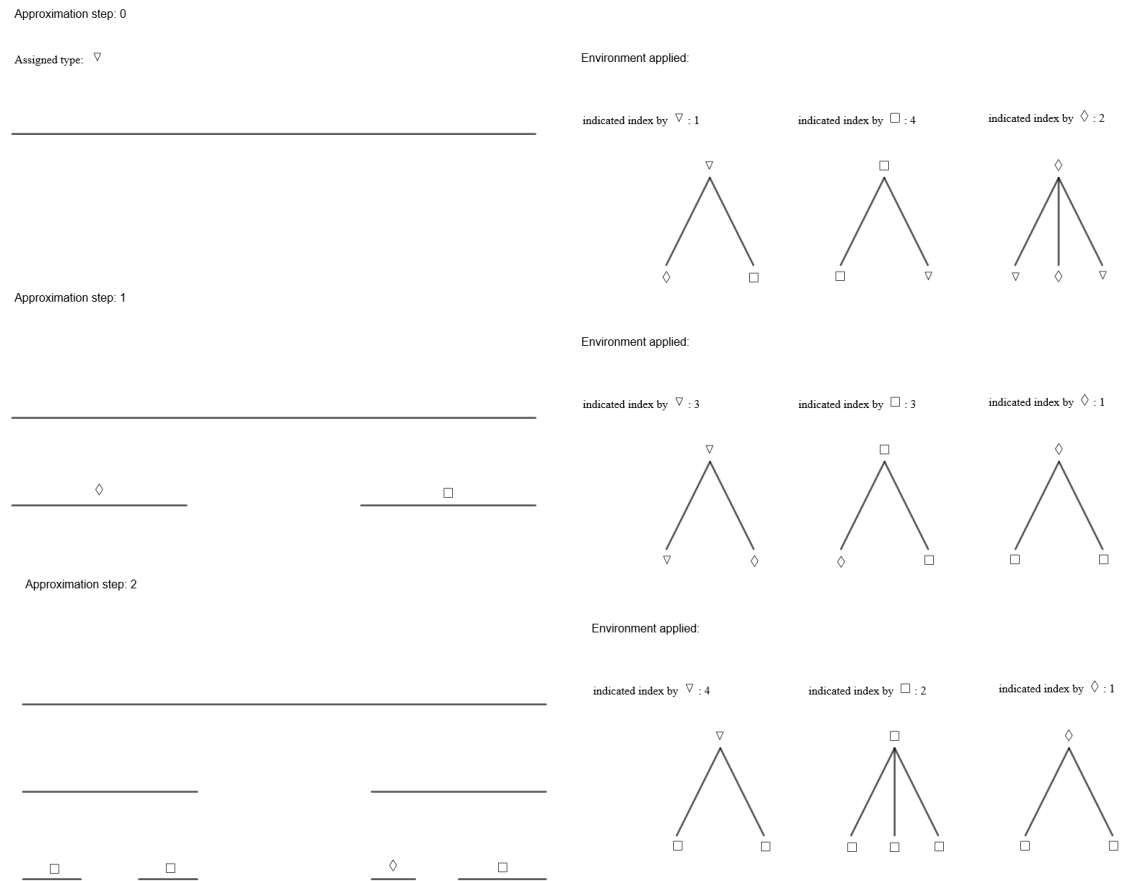 Approximation step: 0
Assigned type: ▽
Environment applied:
indicated index by ▽ : 1
indicated index by □ : 4
indicated index by ◇ : 2
Approximation step: 1
Environment applied:
indicated index by ▽ : 3
indicated index by □ : 3
indicated index by ◇ : 1
Approximation step: 2
Environment applied:
indicated index by ▽ : 4
indicated index by □ : 2
indicated index by ◇ : 1